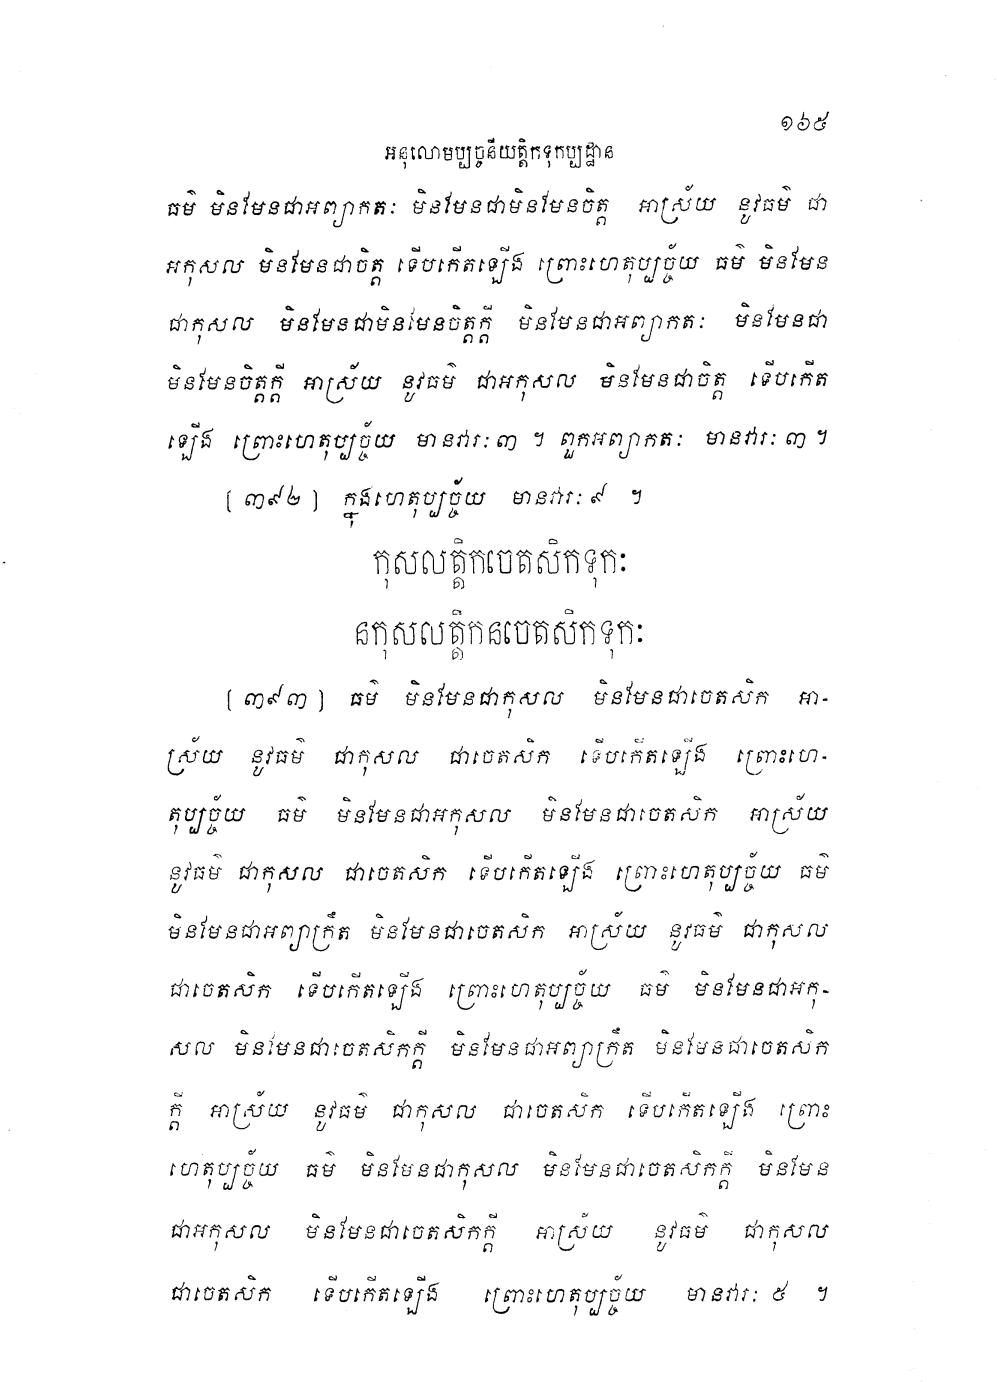 ១៦៥
អនុលោមប្បច្ចនីយត្តិកទុកប្បដ្ឋាន
ធម៌ មិនមែនជាអព្យាកតៈ មិនមែនជាមិនមែនចិត្ត អាស្រ័យ នូវធម៌ ជា
អកុសល មិនមែនជាចិត្ត ទើបកើតឡើង ព្រោះហេតុប្បច្ច័យ ធម៌ មិនមែន
ជាកុសល មិនមែនជាមិនមែនចិត្តក្តី មិនមែនជាអព្យាកតៈ មិនមែនជា
មិនមែនចិត្តក្តី អាស្រ័យ នូវធម៌ ជាអកុសល មិនមែនជាចិត្ត ទើបកើត
ឡើង ព្រោះហេតុប្បច្ច័យ មានវារៈ ៣ ។ ពួកអព្យាកតៈ មានវារៈ ៣ ។
[ ៣៩២ ] ក្នុងហេតុប្បច្ច័យ មានវារៈ ៩ ។
កុសលត្តិកចេតសិកទុកៈ
នកុសលត្តិកនចេតសិកទុកៈ
[ ៣៩៣ ] ធម៌ មិនមែនជាកុសល មិនមែនជាចេតសិក អា-
ស្រ័យ នូវធម៌ ជាកុសល ជាចេតសិក ទើបកើតឡើង ព្រោះហេ-
តុប្បច្ច័យ ធម៌ មិនមែនជាអកុសល មិនមែនជាចេតសិក អាស្រ័យ
នូវធម៌ ជាកុសល ជាចេតសិក ទើបកើតឡើង ព្រោះហេតុប្បច្ច័យ ធម៌
មិនមែនជាអព្យាក្រឹត មិនមែនជាចេតសិក អាស្រ័យ នូវធម៌ ជាកុសល
ជាចេតសិក ទើបកើតឡើង ព្រោះហេតុប្បច្ច័យ ធម៌ មិនមែនជាអកុ-
សល មិនមែនជាចេតសិកក្តី មិនមែនជាអព្យាក្រឹត មិនមែនជាចេតសិក
ក្តី អាស្រ័យ នូវធម៌ ជាកុសល ជាចេតសិក ទើបកើតឡើង ព្រោះ
ហេតុប្បច្ច័យ ធម៌ មិនមែនជាកុសល មិនមែនជាចេតសិកក្តី មិនមែន
ជាអកុសល មិនមែនជាចេតសិកក្តី អាស្រ័យ នូវធម៌ ជាកុសល
ជាចេតសិក ទើបកើតឡើង ព្រោះហេតុប្បច្ច័យ មានវារៈ ៥ ។